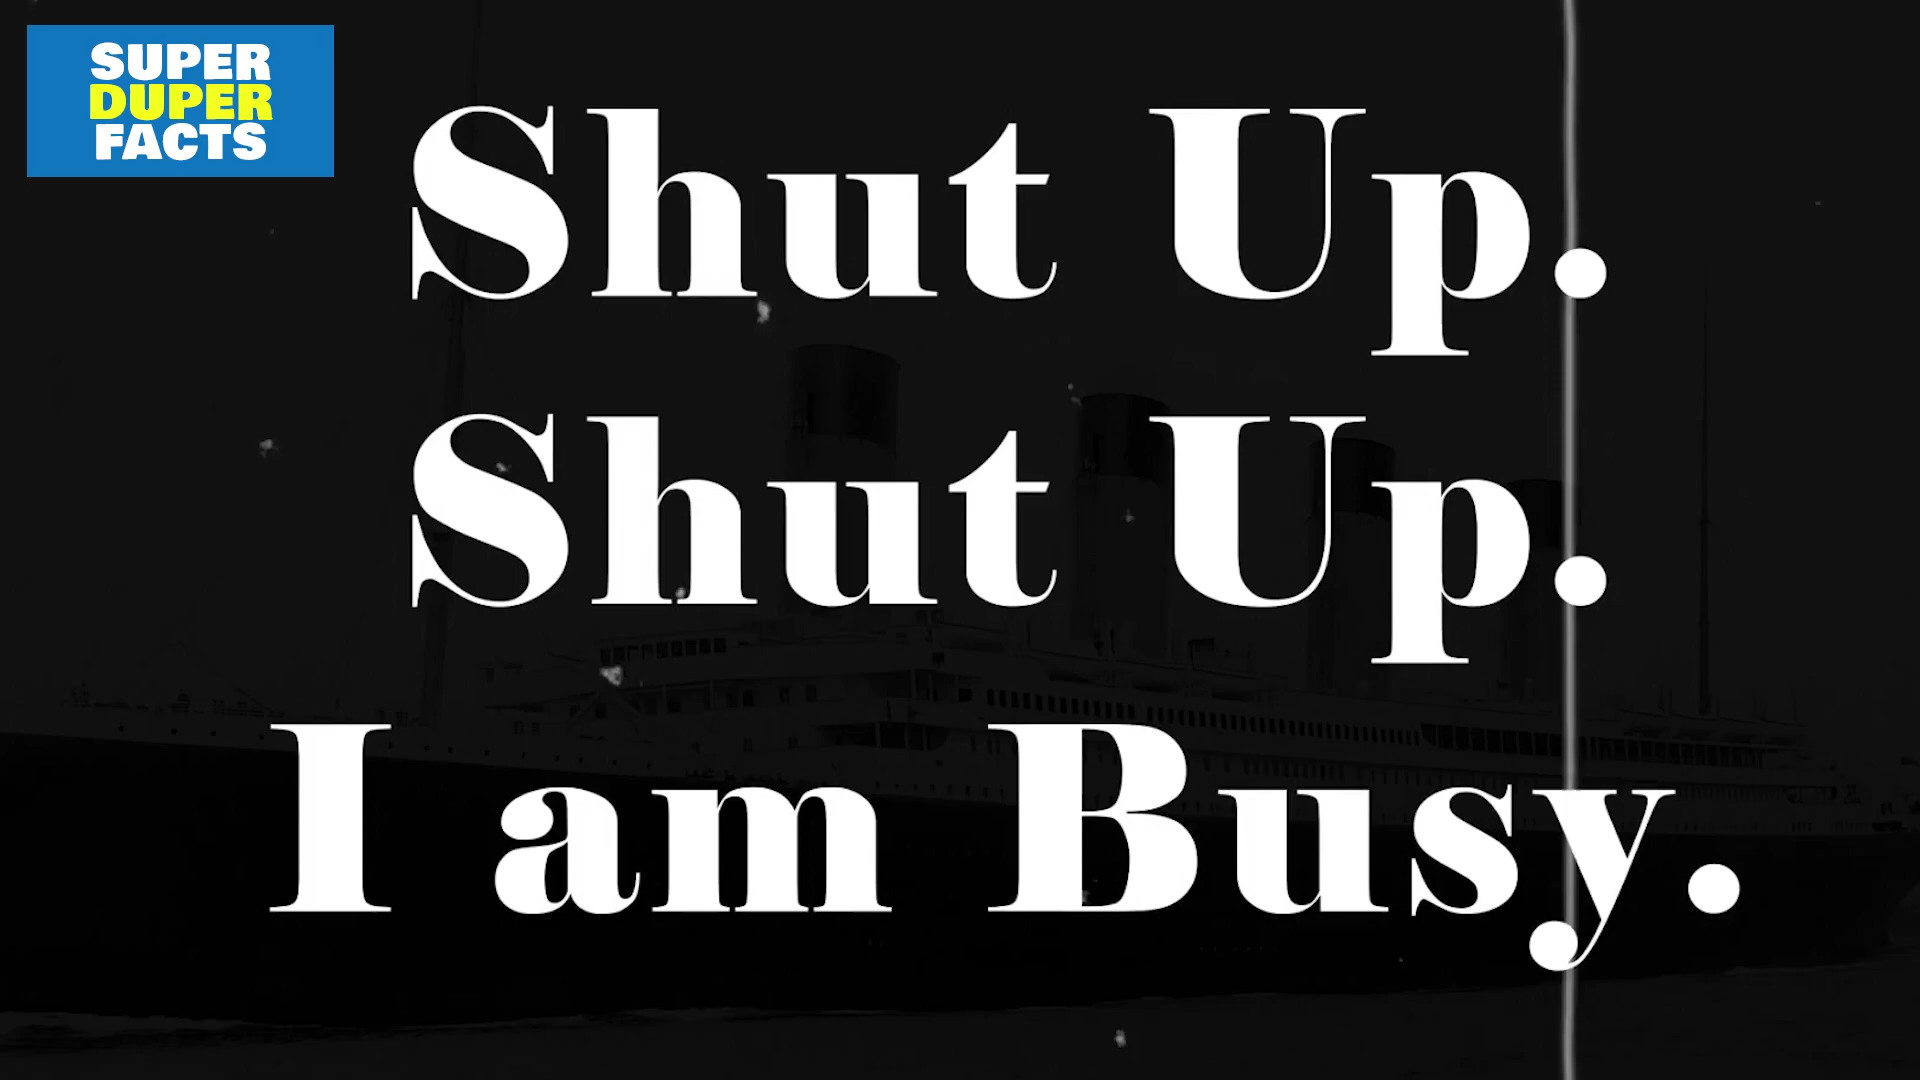 SUPER
DUPER
FACTS
Shut Up.
Shut Up.
I am Busy.